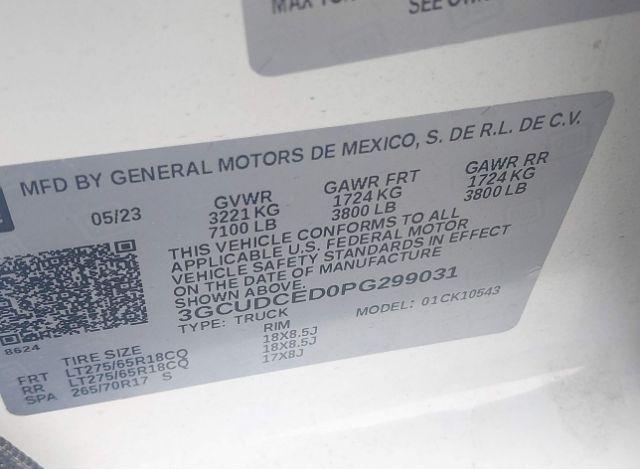 MAX
SEE
MFD BY GENERAL MOTORS DE MEXICO, S. DE R.L. DE C.V.
05/23 GVWR GAWR FRT GAWR RR
3221 KG 1724 KG 1724 KG
7100 LB 3800 LB 3800 LB
THIS VEHICLE CONFORMS TO ALL
APPLICABLE U.S. FEDERAL MOTOR
VEHICLE SAFETY STANDARDS IN EFFECT
ON THE DATE OF MANUFACTURE
SHOWN ABOVE.
3GCUDCED0PG299031
TYPE: TRUCK MODEL: 01CK10543
8624
TIRE SIZE RIM
FRT LT275/65R18CQ 18X8.5J
RR LT275/65R18CQ 18X8.5J
SPA 265/70R17 S 17X8J